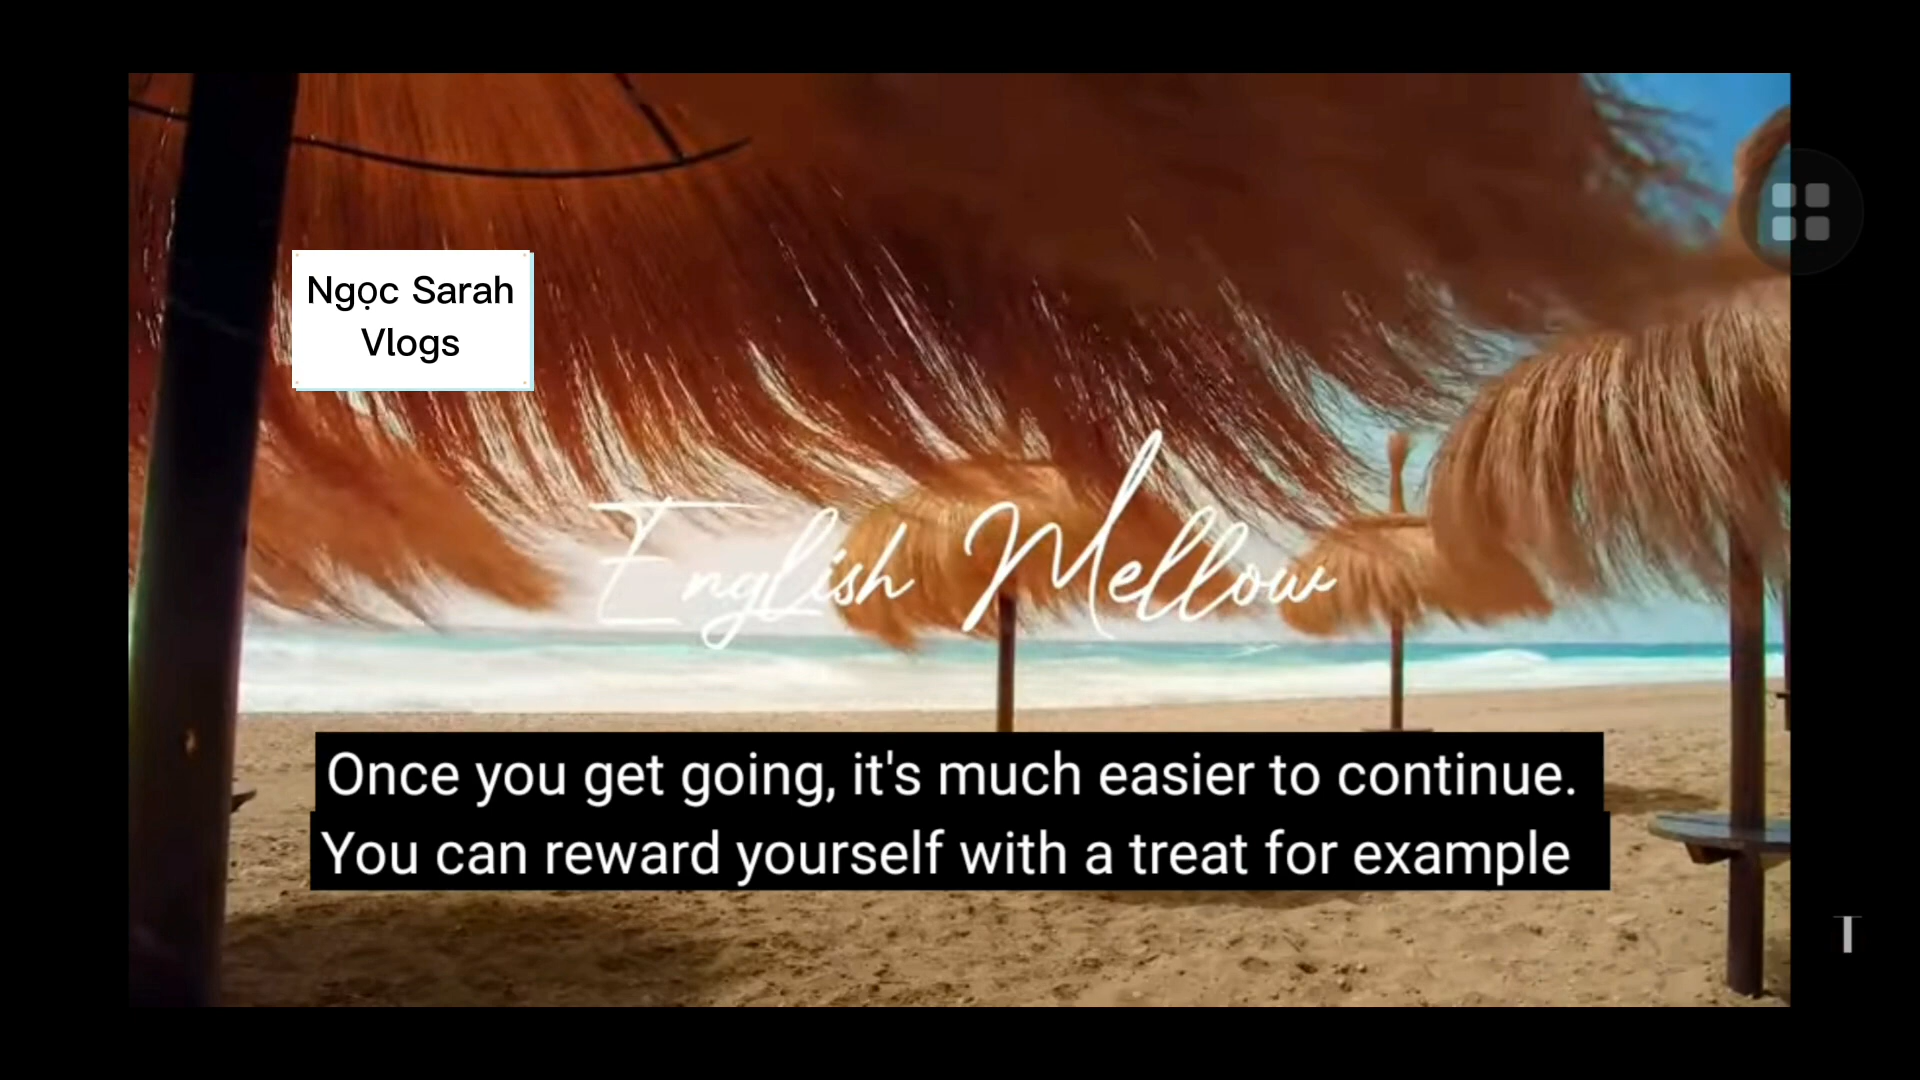 Ngọc Sarah
Vlogs
English Mellow
Once you get going, it's much easier to continue.
You can reward yourself with a treat for example